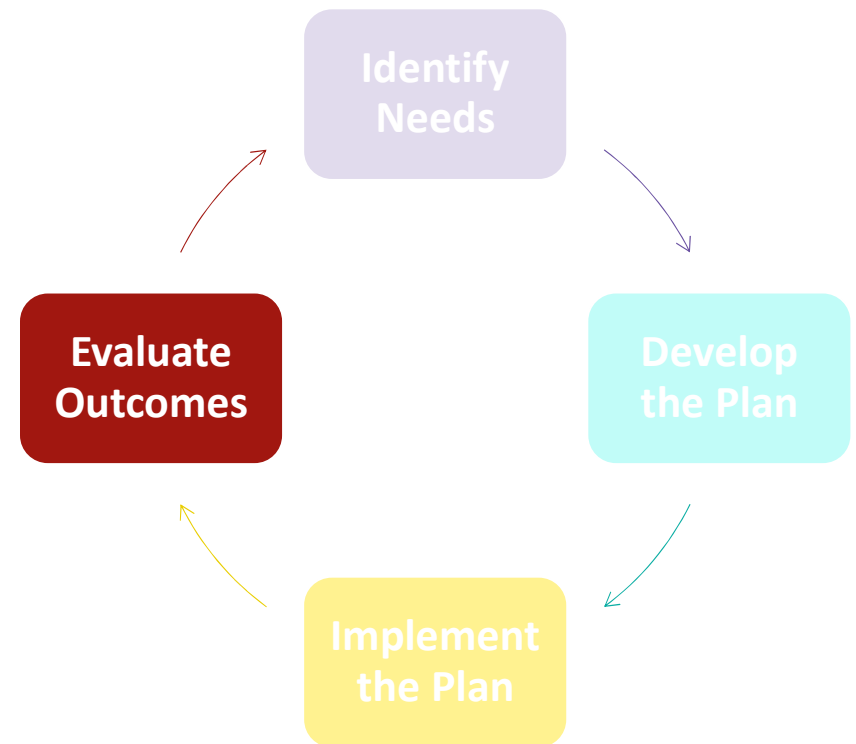 Identify
Needs
Develop
the Plan
Implement
the Plan
Evaluate
Outcomes